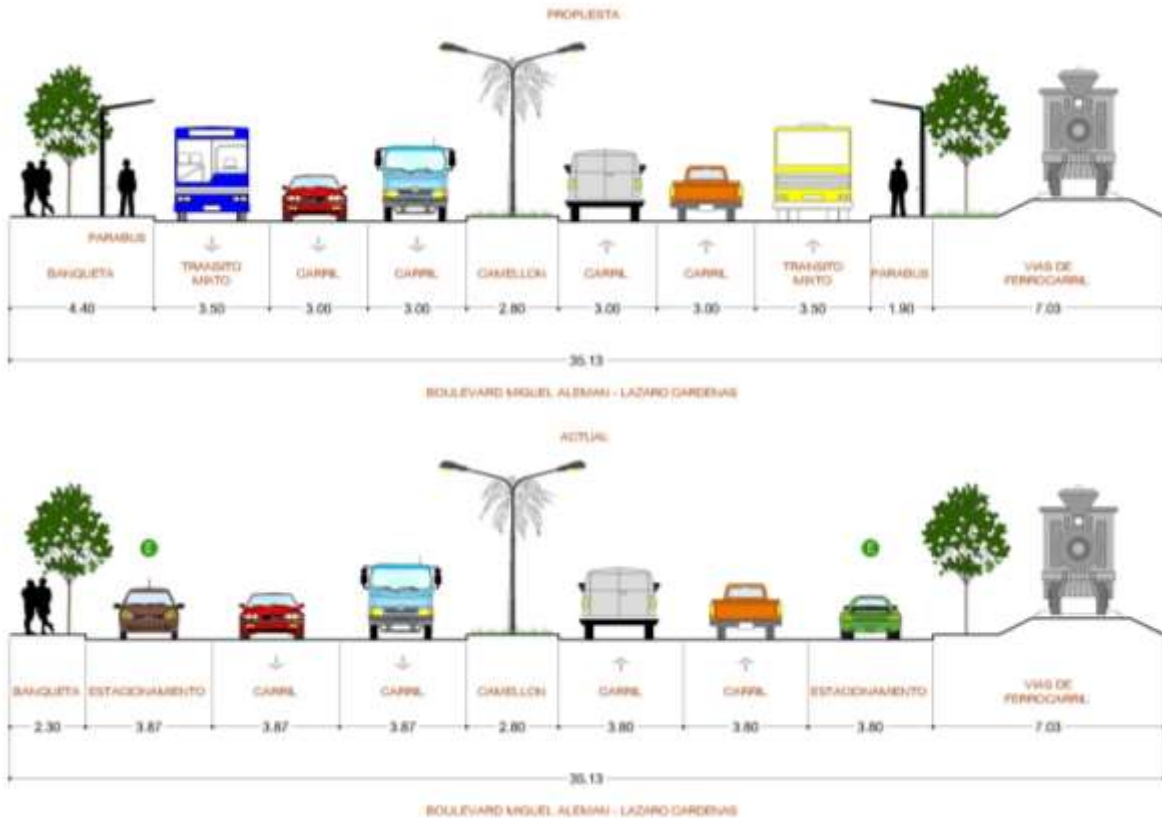 PROPUESTA
PARABUS
BANQUETA
TRANSITO
MIXTO
CARRIL
CARRIL
CAMELLON
CARRIL
CARRIL
TRANSITO
MIXTO
PARABUS
VIAS DE
FERROCARRIL
4.40
3.50
3.00
3.00
2.80
3.00
3.00
3.50
1.90
7.03
35.13
BOULEVARD MIGUEL ALEMAN - LAZARO CARDENAS
ACTUAL
E
E
BANQUETA
ESTACIONAMIENTO
CARRIL
CARRIL
CAMELLON
CARRIL
CARRIL
ESTACIONAMIENTO
VIAS DE
FERROCARRIL
2.30
3.87
3.87
3.87
2.80
3.80
3.80
3.80
7.03
35.13
BOULEVARD MIGUEL ALEMAN - LAZARO CARDENAS